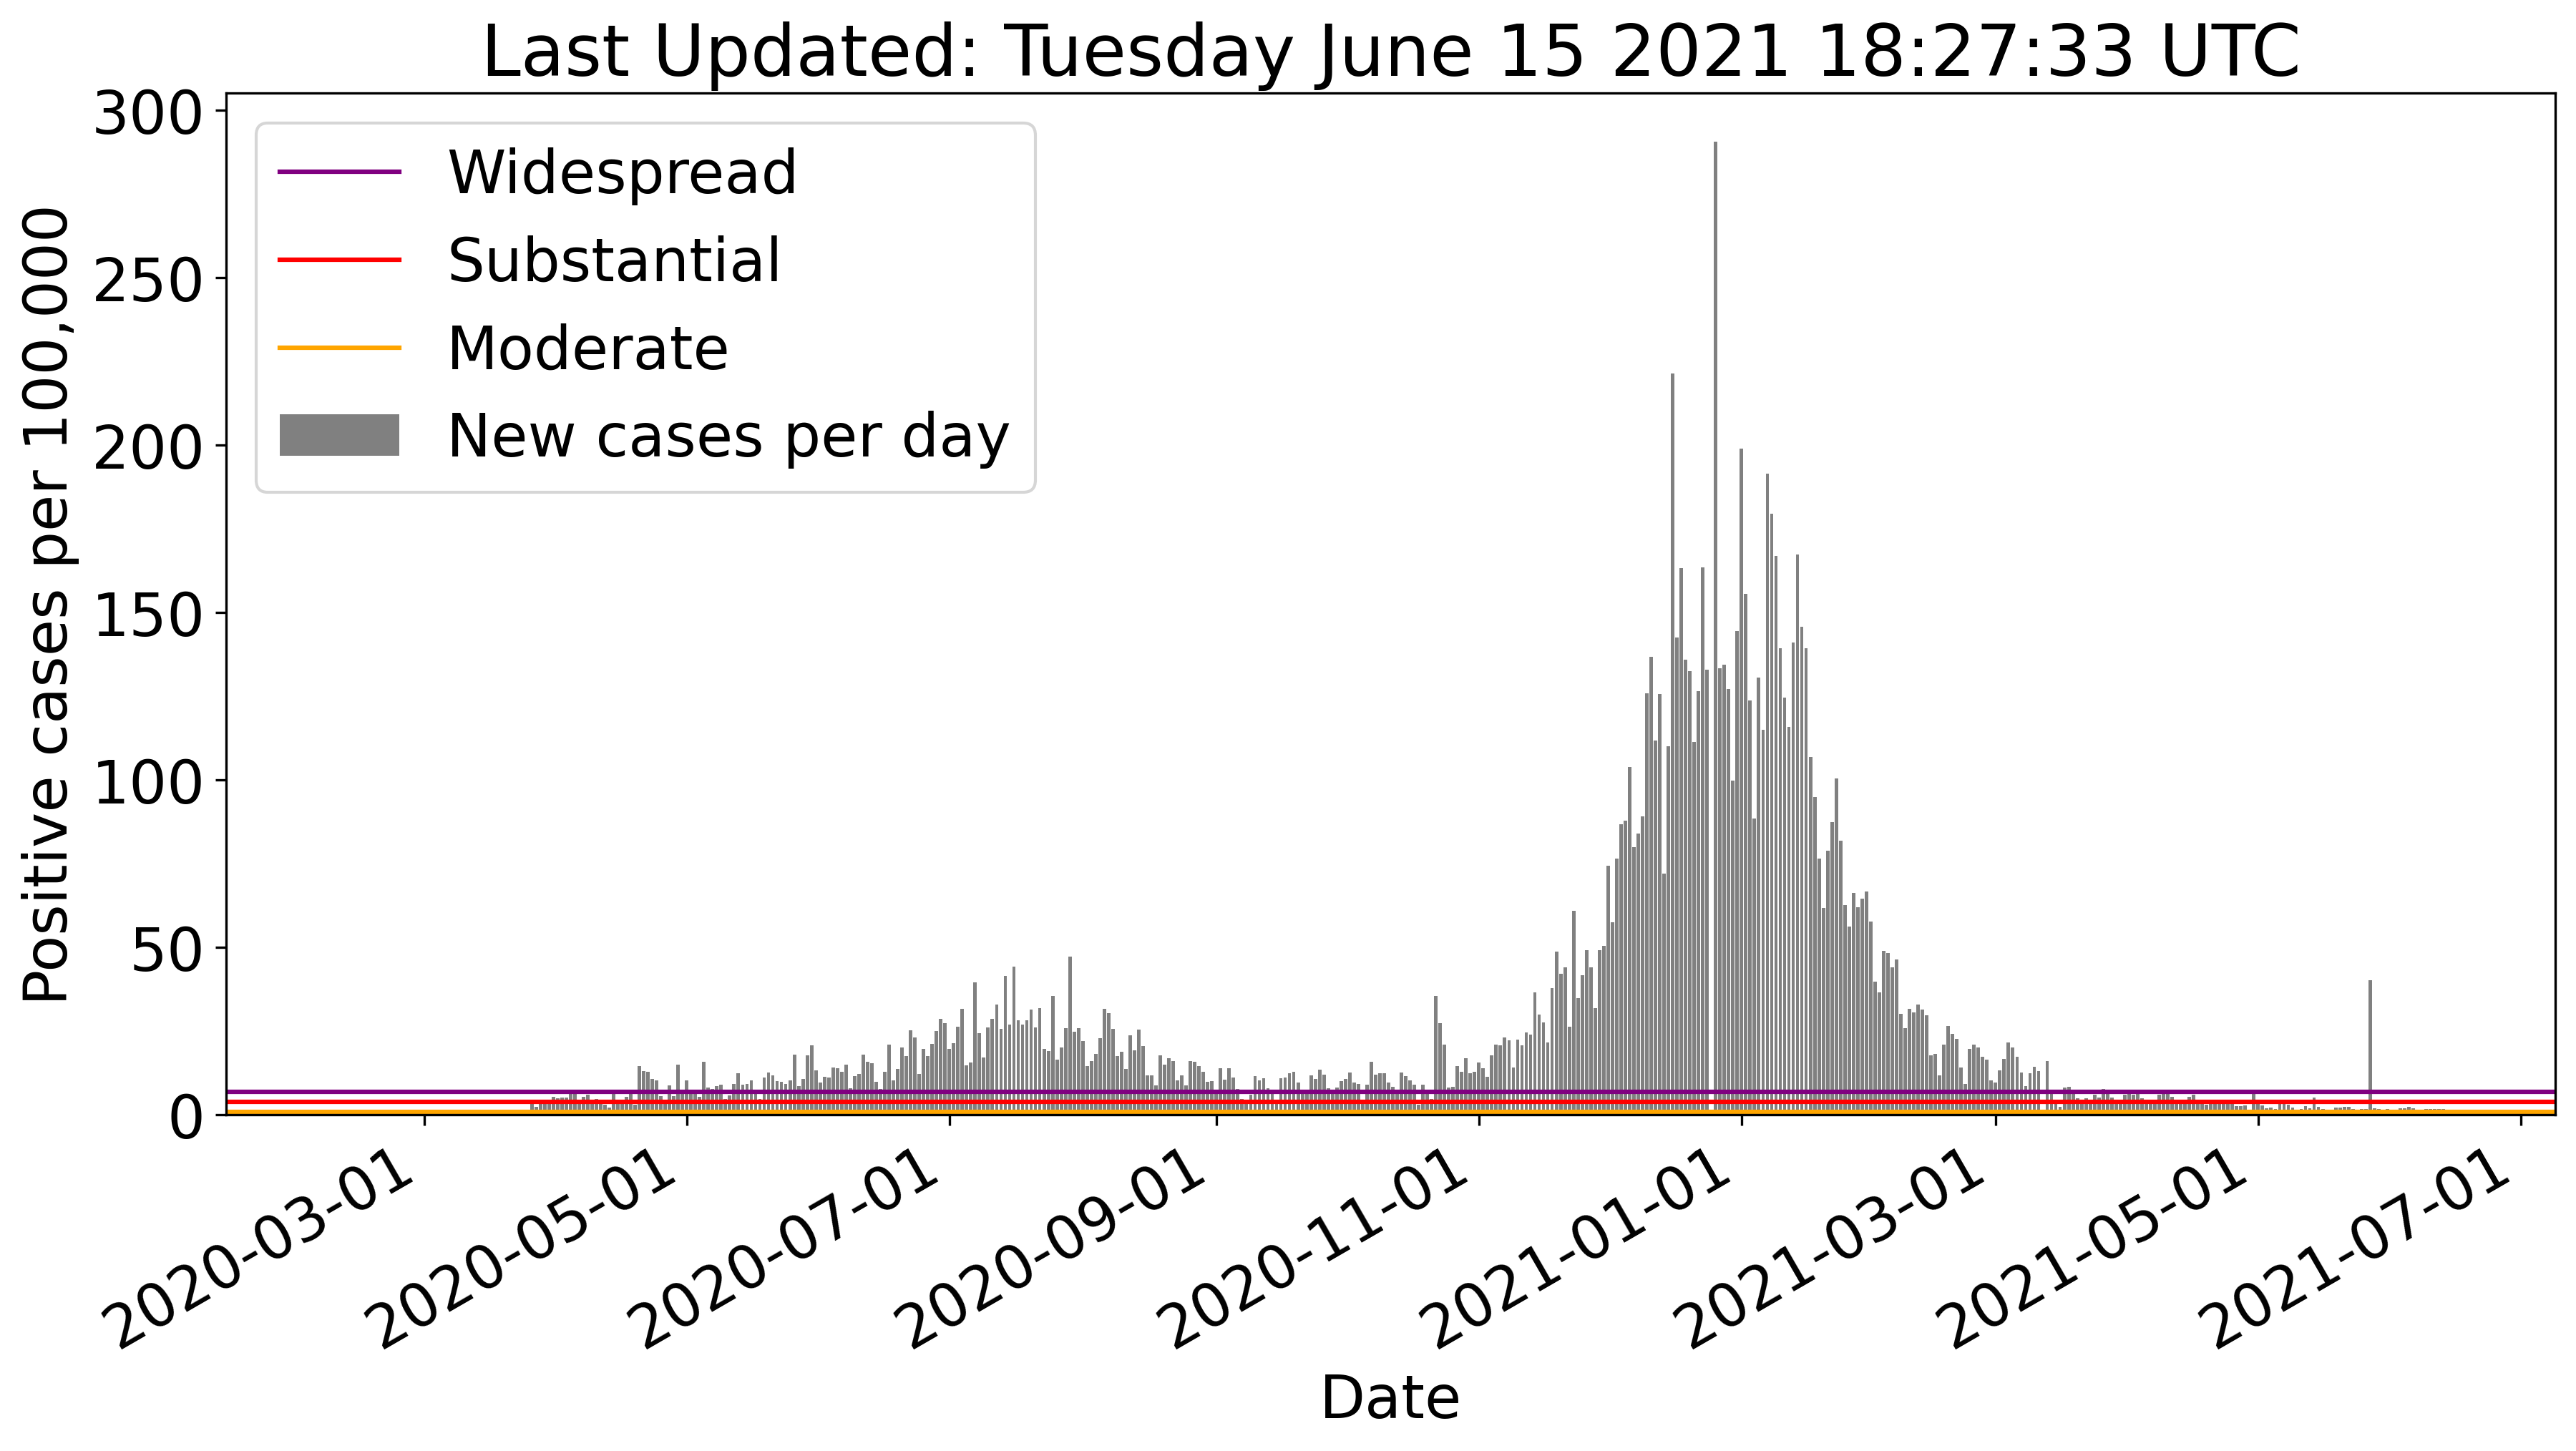 Last Updated: Tuesday June 15 2021 18:27:33 UTC
Positive cases per 100,000
300
250
200
150
100
50
0
Widespread
Substantial
Moderate
New cases per day
2020-03-01
2020-05-01
2020-07-01
2020-09-01
2020-11-01
2021-01-01
2021-03-01
2021-05-01
2021-07-01
Date